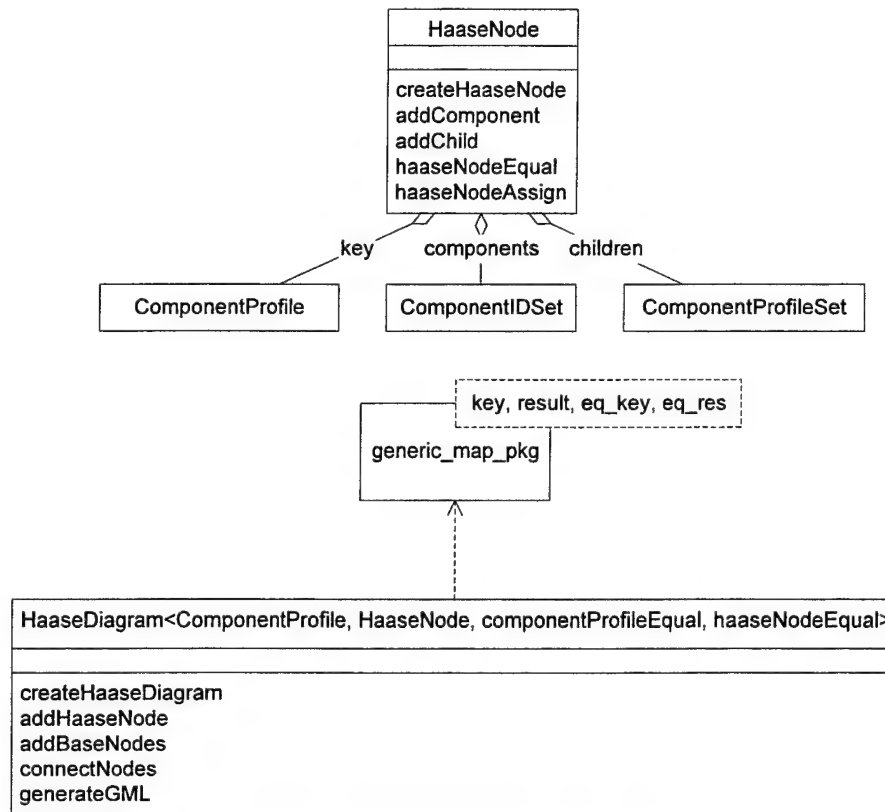 HaaseNode
createHaaseNode
addComponent
addChild
haaseNodeEqual
haaseNodeAssign
key components children
ComponentProfile ComponentIDSet ComponentProfileSet
key, result, eq_key, eq_res
generic_map_pkg
HaaseDiagram<ComponentProfile, HaaseNode, componentProfileEqual, haaseNodeEqual>
createHaaseDiagram
addHaaseNode
addBaseNodes
connectNodes
generateGML